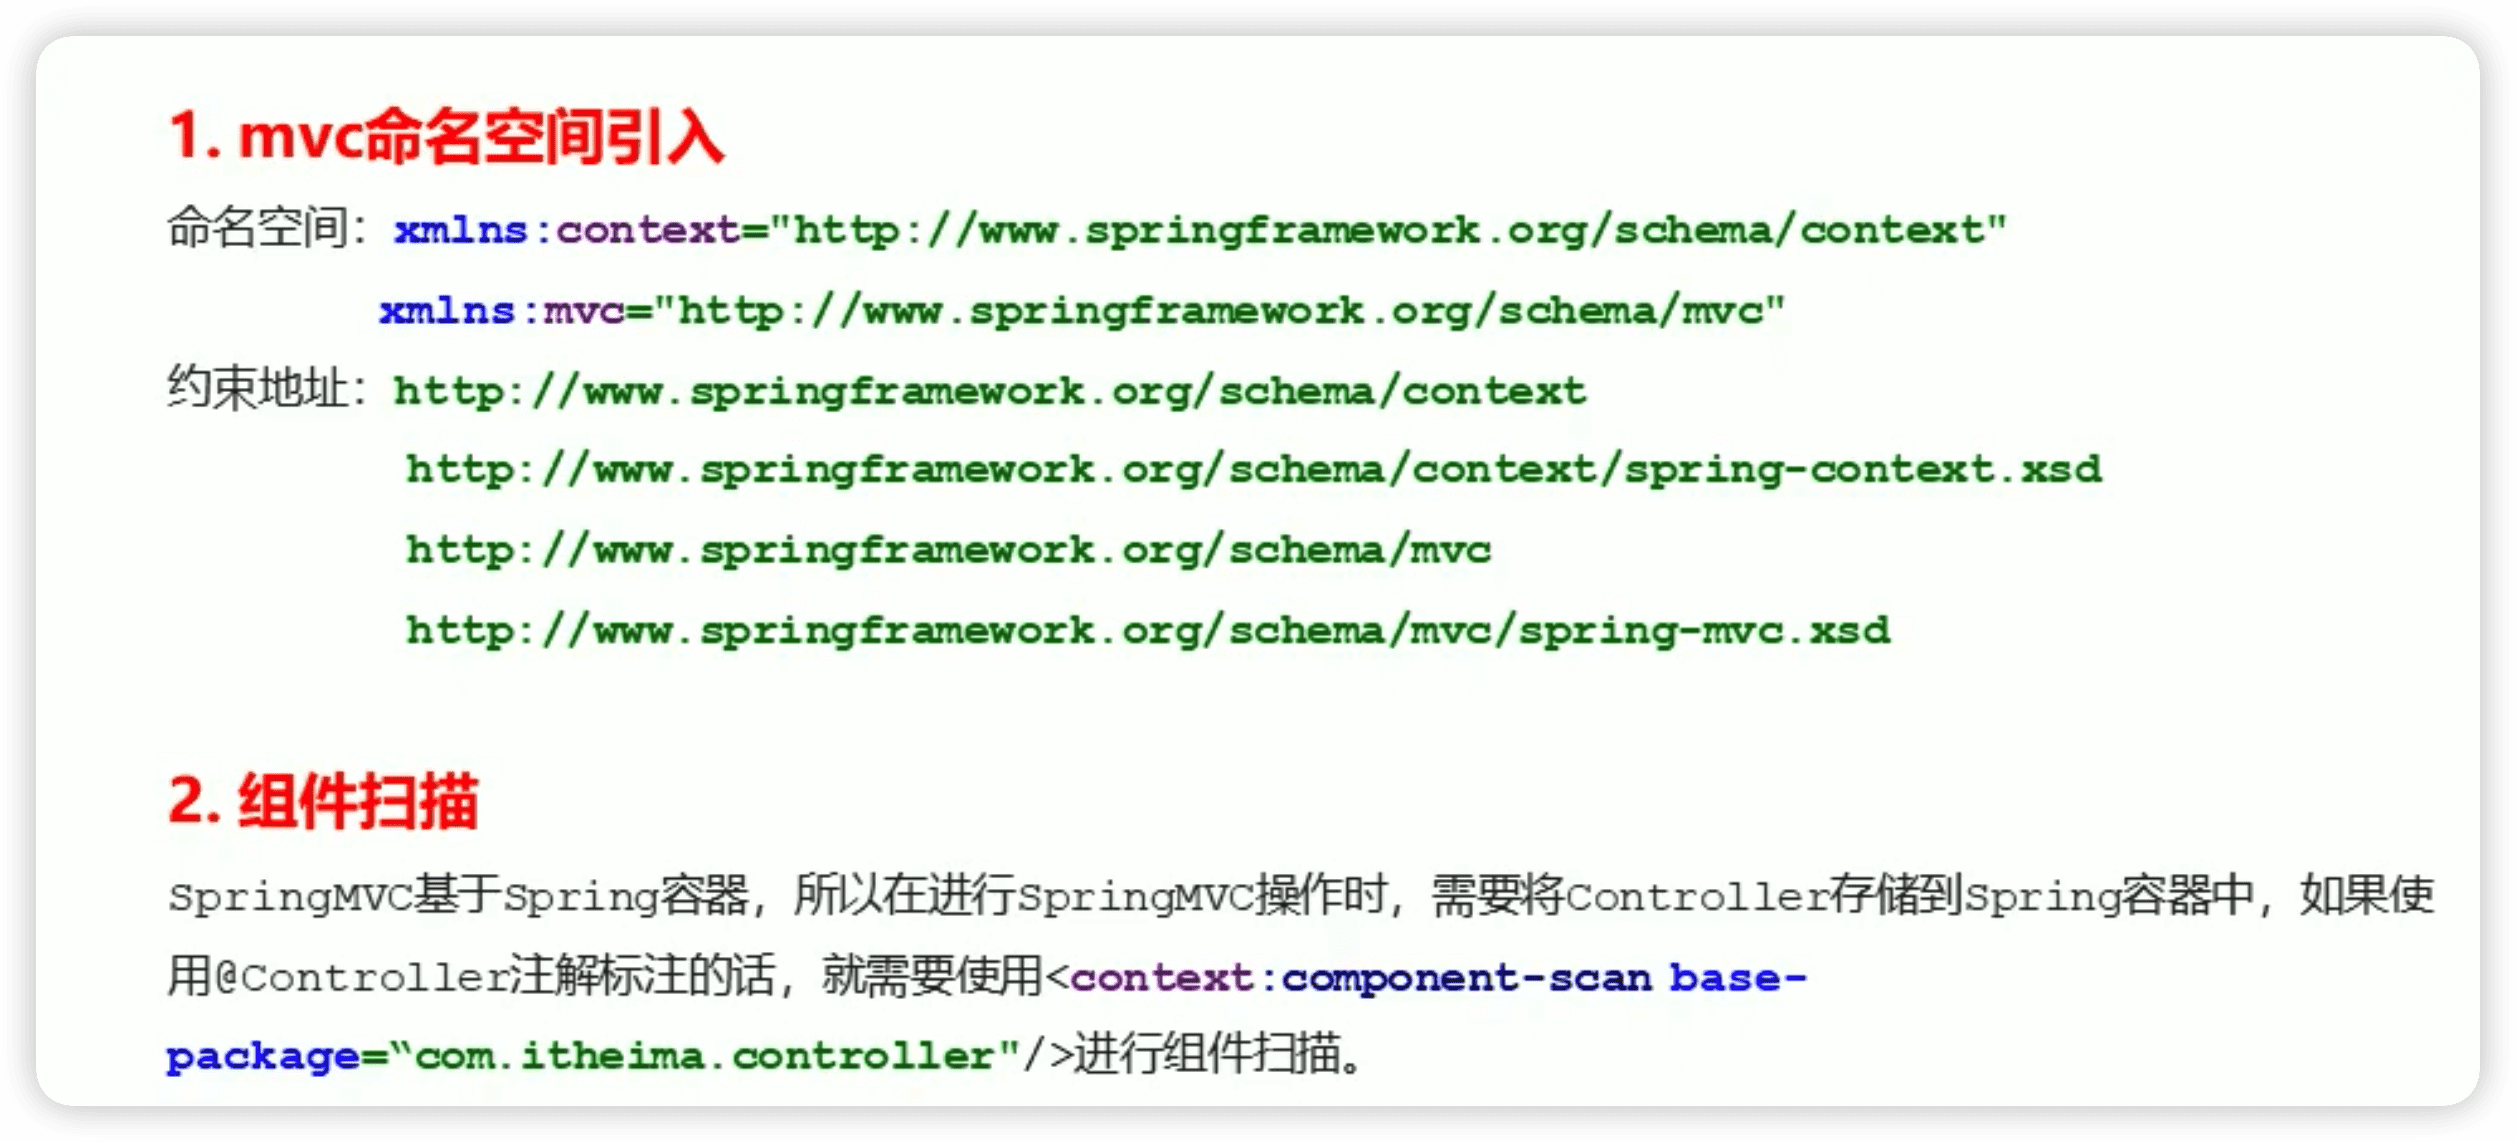 1. mvc命名空间引入
命名空间：xmlns:context="http://www.springframework.org/schema/context"
xmlns:mvc="http://www.springframework.org/schema/mvc"
约束地址：http://www.springframework.org/schema/context
http://www.springframework.org/schema/context/spring-context.xsd
http://www.springframework.org/schema/mvc
http://www.springframework.org/schema/mvc/spring-mvc.xsd
2. 组件扫描
SpringMVC基于Spring容器，所以在进行SpringMVC操作时，需要将Controller存储到Spring容器中，如果使
用@Controller注解标注的话，就需要使用<context:component-scan base-
package=“com.itheima.controller"/>进行组件扫描。